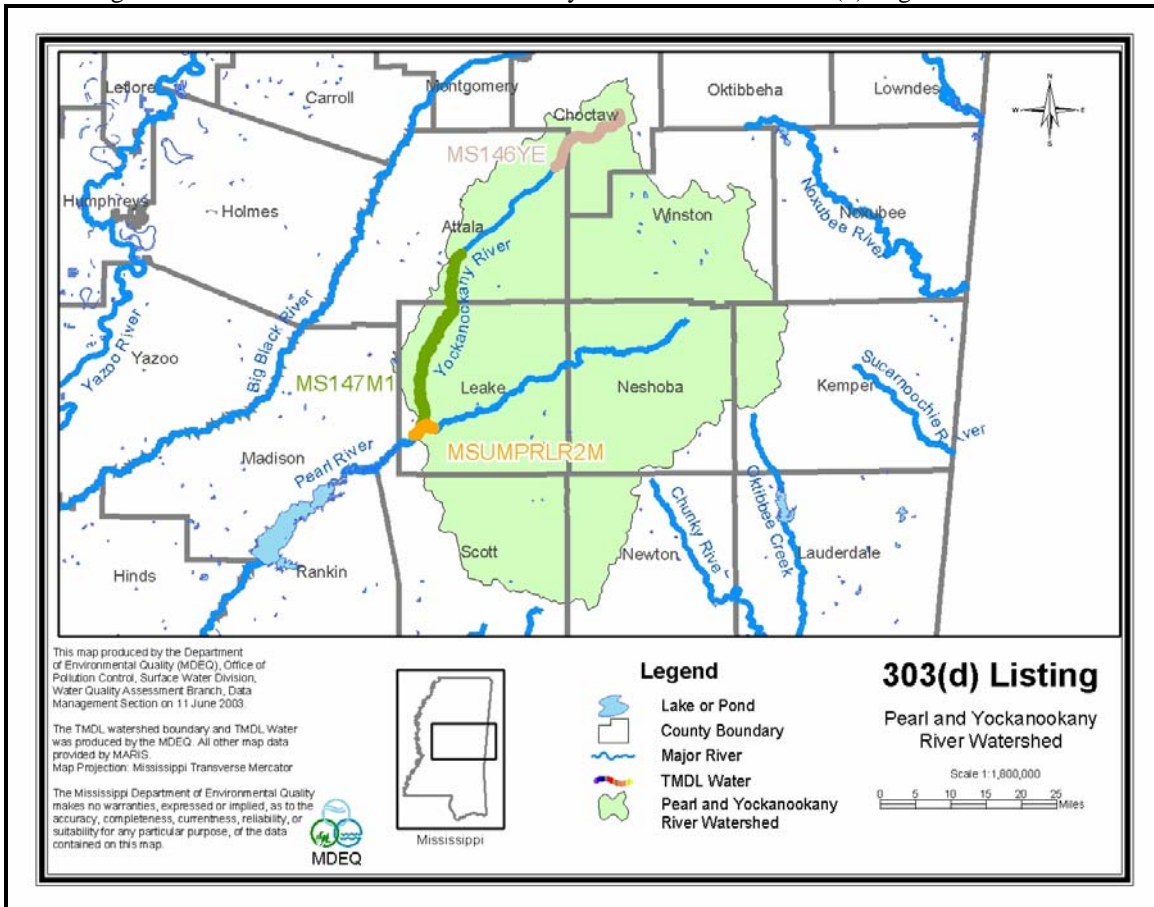 Leflore
Carroll
Montgomery
Choctaw
Oktibbeha
Lowndes
N
W
E
S
MS146YE
Humphreys
Holmes
Attala
Winston
Noxubee
Noxubee River
Yockanookany River
Yazoo River
Yazoo
Big Black River
MS147M1
Leake
Neshoba
Kemper
Sucarnoochie River
Madison
Pearl River
MSUMPRLR2M
Oktibbee Creek
Chunky River
Hinds
Rankin
Scott
Newton
Lauderdale
This map produced by the Department
of Environmental Quality (MDEQ), Office of
Pollution Control, Surface Water Division,
Water Quality Assessment Branch, Data
Management Section on 11 June 2003.
The TMDL watershed boundary and TMDL Water
was produced by the MDEQ. All other map data
provided by MARIS.
Map Projection: Mississippi Transverse Mercator
The Mississippi Department of Environmental Quality
makes no warranties, expressed or implied, as to the
accuracy, completeness, currentness, reliability, or
suitability for any particular purpose, of the data
contained on this map.
MDEQ
Mississippi
Legend
Lake or Pond
County Boundary
Major River
TMDL Water
Pearl and Yockanookany
River Watershed
303(d) Listing
Pearl and Yockanookany
River Watershed
Scale 1:1,800,000
0 5 10 15 20 25
Miles